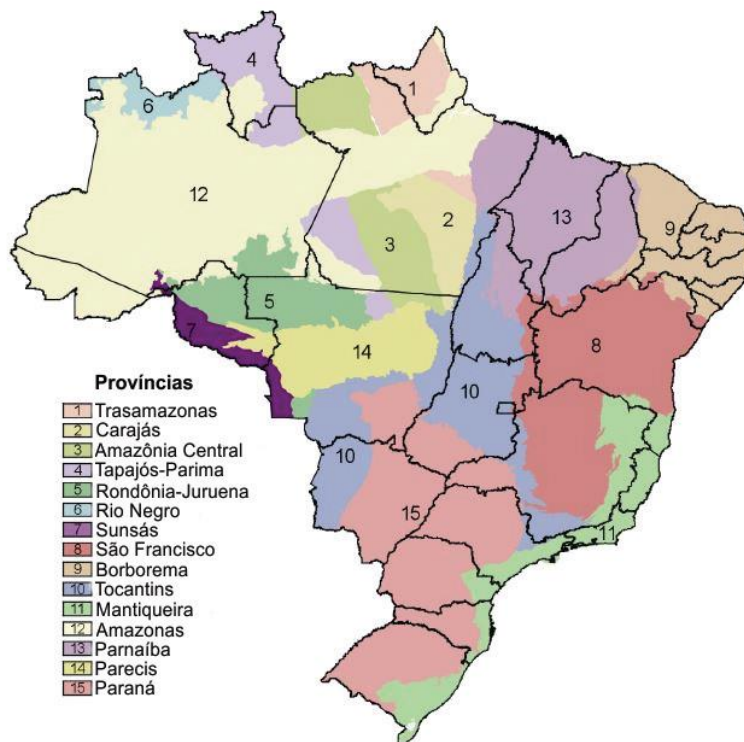 4
1
6
12
2
13
9
3
5
7
14
8
10
10
15
11
Províncias
1 Trasamazonas
2 Carajás
3 Amazônia Central
4 Tapajós-Parima
5 Rondônia-Juruena
6 Rio Negro
7 Sunsás
8 São Francisco
9 Borborema
10 Tocantins
11 Mantiqueira
12 Amazonas
13 Parnaíba
14 Parecis
15 Paraná